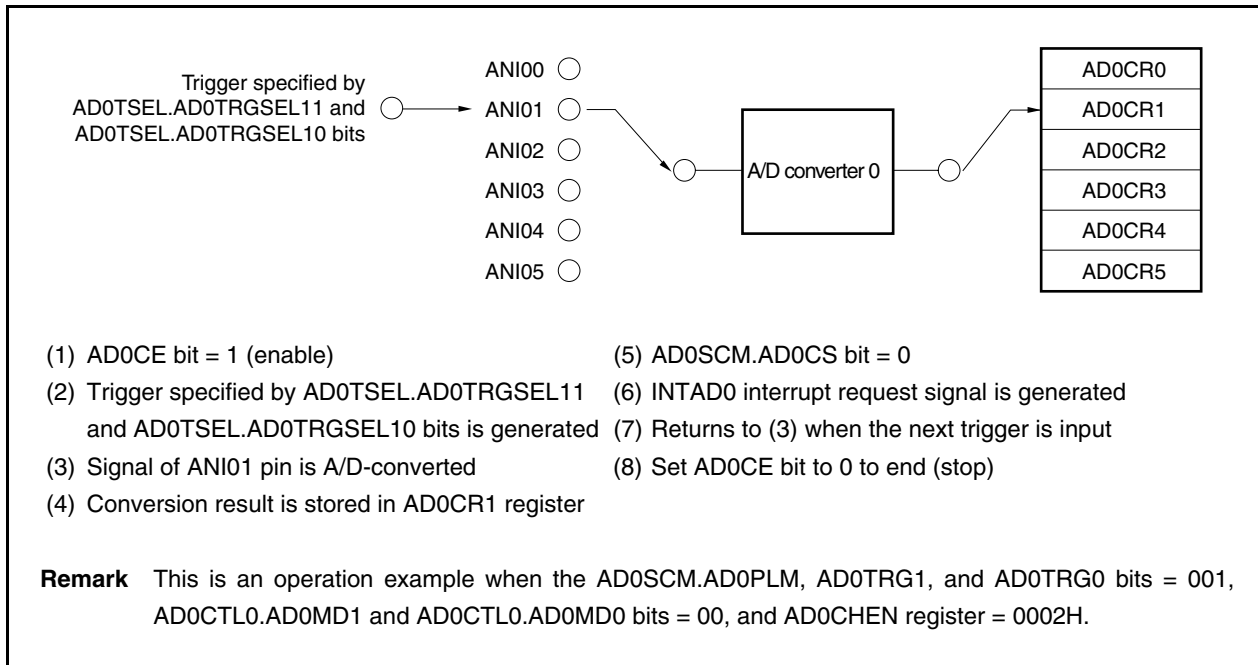 Trigger specified by
AD0TSEL.AD0TRGSEL11 and
AD0TSEL.AD0TRGSEL10 bits
ANI00
ANI01
ANI02
ANI03
ANI04
ANI05
A/D converter 0
AD0CR0
AD0CR1
AD0CR2
AD0CR3
AD0CR4
AD0CR5
(1) AD0CE bit = 1 (enable)
(2) Trigger specified by AD0TSEL.AD0TRGSEL11
and AD0TSEL.AD0TRGSEL10 bits is generated
(3) Signal of ANI01 pin is A/D-converted
(4) Conversion result is stored in AD0CR1 register
(5) AD0SCM.AD0CS bit = 0
(6) INTAD0 interrupt request signal is generated
(7) Returns to (3) when the next trigger is input
(8) Set AD0CE bit to 0 to end (stop)
Remark This is an operation example when the AD0SCM.AD0PLM, AD0TRG1, and AD0TRG0 bits = 001,
AD0CTL0.AD0MD1 and AD0CTL0.AD0MD0 bits = 00, and AD0CHEN register = 0002H.